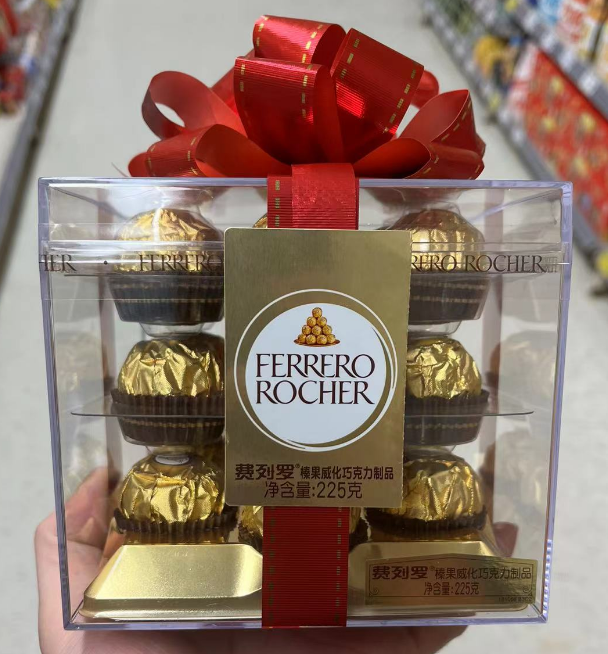 ER · FERRERO
RERO ROCHER
FERRERO
ROCHER
费列罗® 榛果威化巧克力制品
净含量:225克
费列罗® 榛果威化巧克力制品
净含量:225克